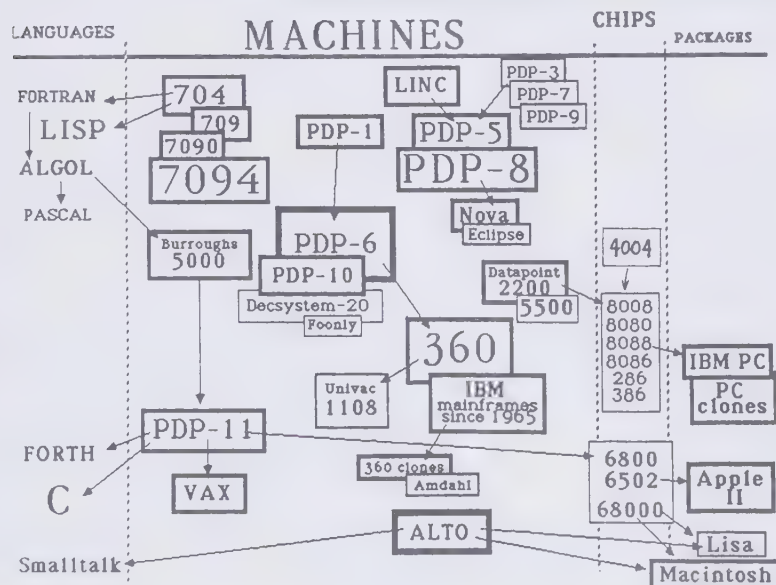 LANGUAGES
MACHINES
CHIPS
PACKAGES
FORTRAN
LISP
ALGOL
PASCAL
704
709
7090
7094
Burroughs
5000
PDP-1
LINC
PDP-3
PDP-7
PDP-9
PDP-5
PDP-8
Nova
Eclipse
PDP-6
PDP-10
Decsystem-20
Foonly
Datapoint
2200
5500
4004
8008
8080
8088
8086
286
386
IBM PC
PC
clones
360
IBM
mainframes
since 1965
Univac
1108
PDP-11
VAX
FORTH
C
360 clones
Amdahl
6800
6502
68000
Apple
II
ALTO
Smalltalk
Lisa
Macintosh